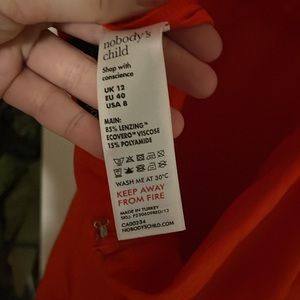 nobody's
child
Shop with
conscience
UK 12
EU 40
USA 8
MAIN:
85% LENZING™
ECOVERO™ VISCOSE
15% POLYAMIDE
WASH ME AT 30°C
KEEP AWAY
FROM FIRE
MADE IN TURKEY
CA00234
NOBODYSCHILD.COM